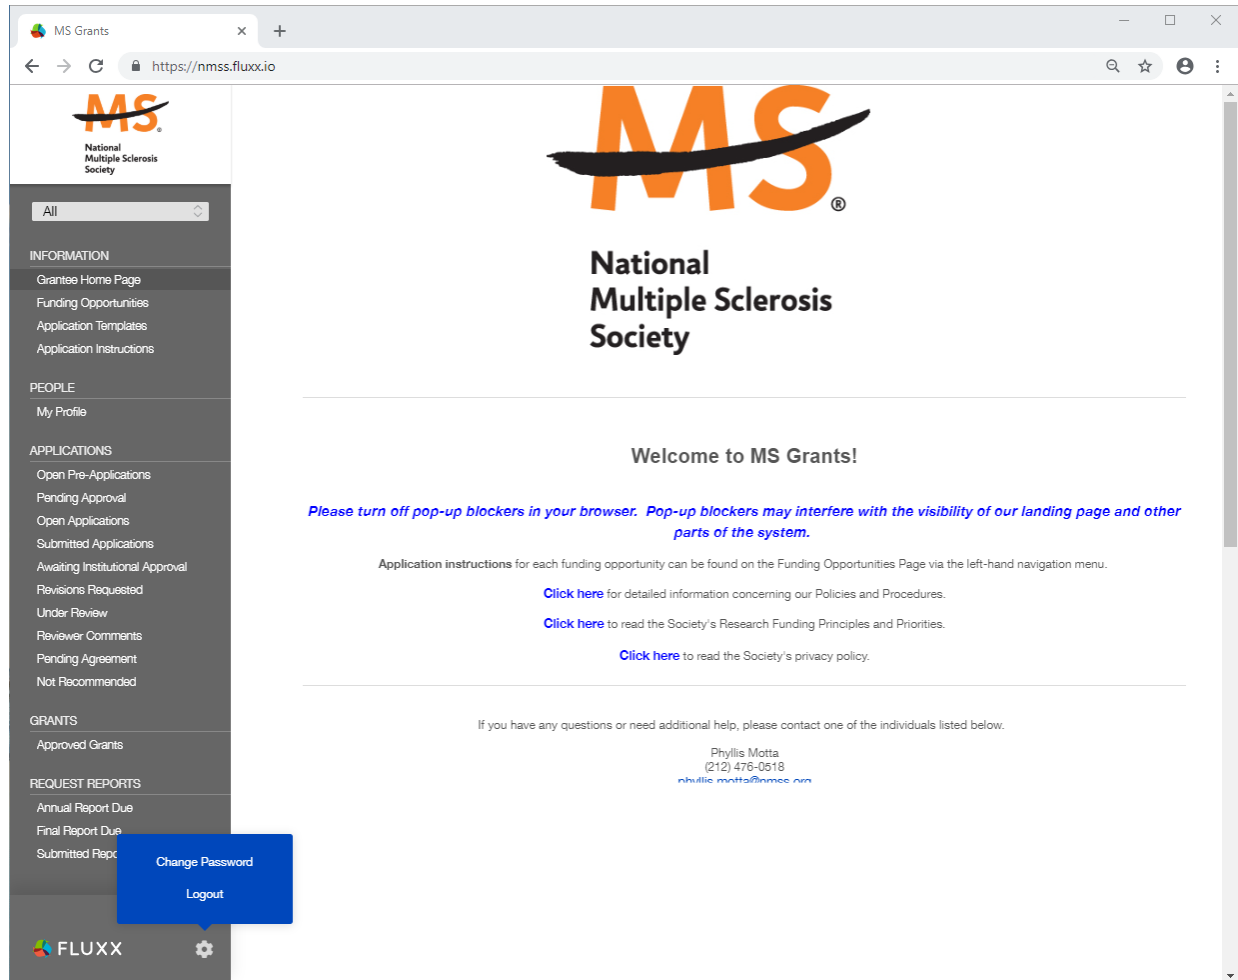 MS Grants
https://nmss.fluxx.io
MS
National
Multiple Sclerosis
Society
All
INFORMATION
Grantee Home Page
Funding Opportunities
Application Templates
Application Instructions
PEOPLE
My Profile
APPLICATIONS
Open Pre-Applications
Pending Approval
Open Applications
Submitted Applications
Awaiting Institutional Approval
Revisions Requested
Under Review
Reviewer Comments
Pending Agreement
Not Recommended
GRANTS
Approved Grants
REQUEST REPORTS
Annual Report Due
Final Report Due
Submitted Repo
Change Password
Logout
FLUXX
MS®
National
Multiple Sclerosis
Society
Welcome to MS Grants!
Please turn off pop-up blockers in your browser. Pop-up blockers may interfere with the visibility of our landing page and other
parts of the system.
Application instructions for each funding opportunity can be found on the Funding Opportunities Page via the left-hand navigation menu.
Click here for detailed information concerning our Policies and Procedures.
Click here to read the Society's Research Funding Principles and Priorities.
Click here to read the Society's privacy policy.
If you have any questions or need additional help, please contact one of the individuals listed below.
Phyllis Motta
(212) 476-0518
phyllis.motta@nmss.org